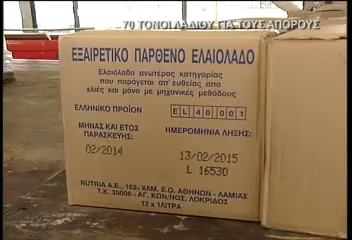 70 ΤΟΝΟΙ ΛΑΔΙΟΥ ΓΙΑ ΤΟΥΣ ΑΠΟΡΟΥΣ
ΕΞΑΙΡΕΤΙΚΟ ΠΑΡΘΕΝΟ ΕΛΑΙΟΛΑΔΟ
Ελαιόλαδο ανωτέρας κατηγορίας
που παράγεται απ' ευθείας από
ελιές και μόνο με μηχανικές μεθόδους
ΕΛΛΗΝΙΚΟ ΠΡΟΪΟΝ
EL 40 001
ΜΗΝΑΣ ΚΑΙ ΕΤΟΣ
ΠΑΡΑΣΚΕΥΗΣ:
ΗΜΕΡΟΜΗΝΙΑ ΛΗΞΗΣ:
02/2014
13/02/2015
L 16530
NUTRIA A.E., 162ο ΧΛΜ. Ε.Ο. ΑΘΗΝΩΝ - ΛΑΜΙΑΣ
Τ.Κ. 35006 - ΑΓ. ΚΩΝ/ΝΟΣ, ΛΟΚΡΙΔΟΣ
12 x 1ΛΙΤΡΑ